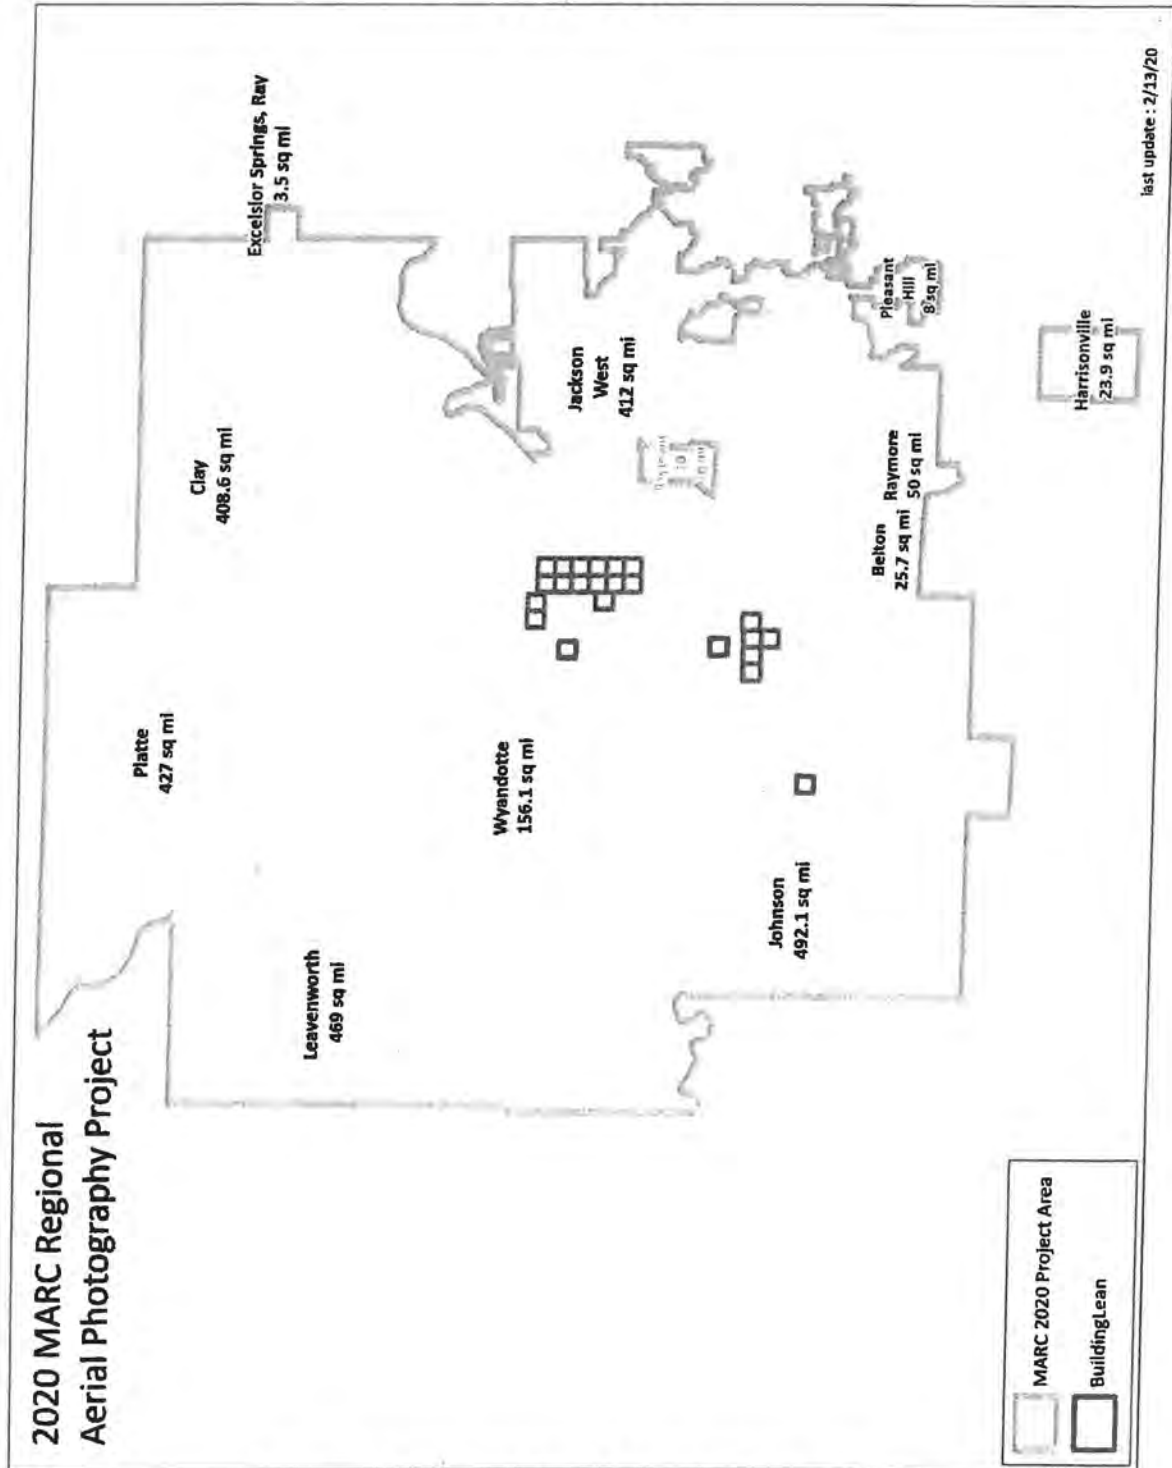 2020 MARC Regional
Aerial Photography Project
Platte
427 sq mi
Clay
408.6 sq mi
Excelsior Springs, Ray
3.5 sq mi
Leavenworth
469 sq mi
Wyandotte
156.1 sq mi
Jackson
West
412 sq mi
10
Johnson
492.1 sq mi
Belton
25.7 sq mi
Raymore
50 sq mi
Pleasant
Hill
8 sq mi
Harrisonville
23.9 sq mi
MARC 2020 Project Area
BuildingLean
last update : 2/13/20